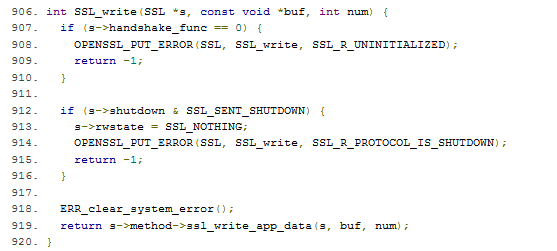 906. int SSL_write(SSL *s, const void *buf, int num) {
907.   if (s->handshake_func == 0) {
908.     OPENSSL_PUT_ERROR(SSL, SSL_write, SSL_R_UNINITIALIZED);
909.     return -1;
910.   }
911.
912.   if (s->shutdown & SSL_SENT_SHUTDOWN) {
913.     s->rwstate = SSL_NOTHING;
914.     OPENSSL_PUT_ERROR(SSL, SSL_write, SSL_R_PROTOCOL_IS_SHUTDOWN);
915.     return -1;
916.   }
917.
918.   ERR_clear_system_error();
919.   return s->method->ssl_write_app_data(s, buf, num);
920. }